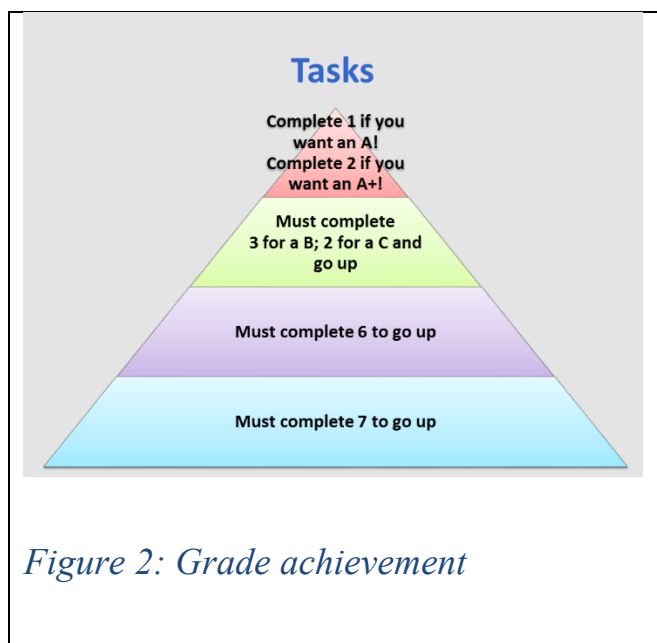 Tasks
Complete 1 if you
want an A!
Complete 2 if you
want an A+!
Must complete
3 for a B; 2 for a C and
go up
Must complete 6 to go up
Must complete 7 to go up
Figure 2: Grade achievement